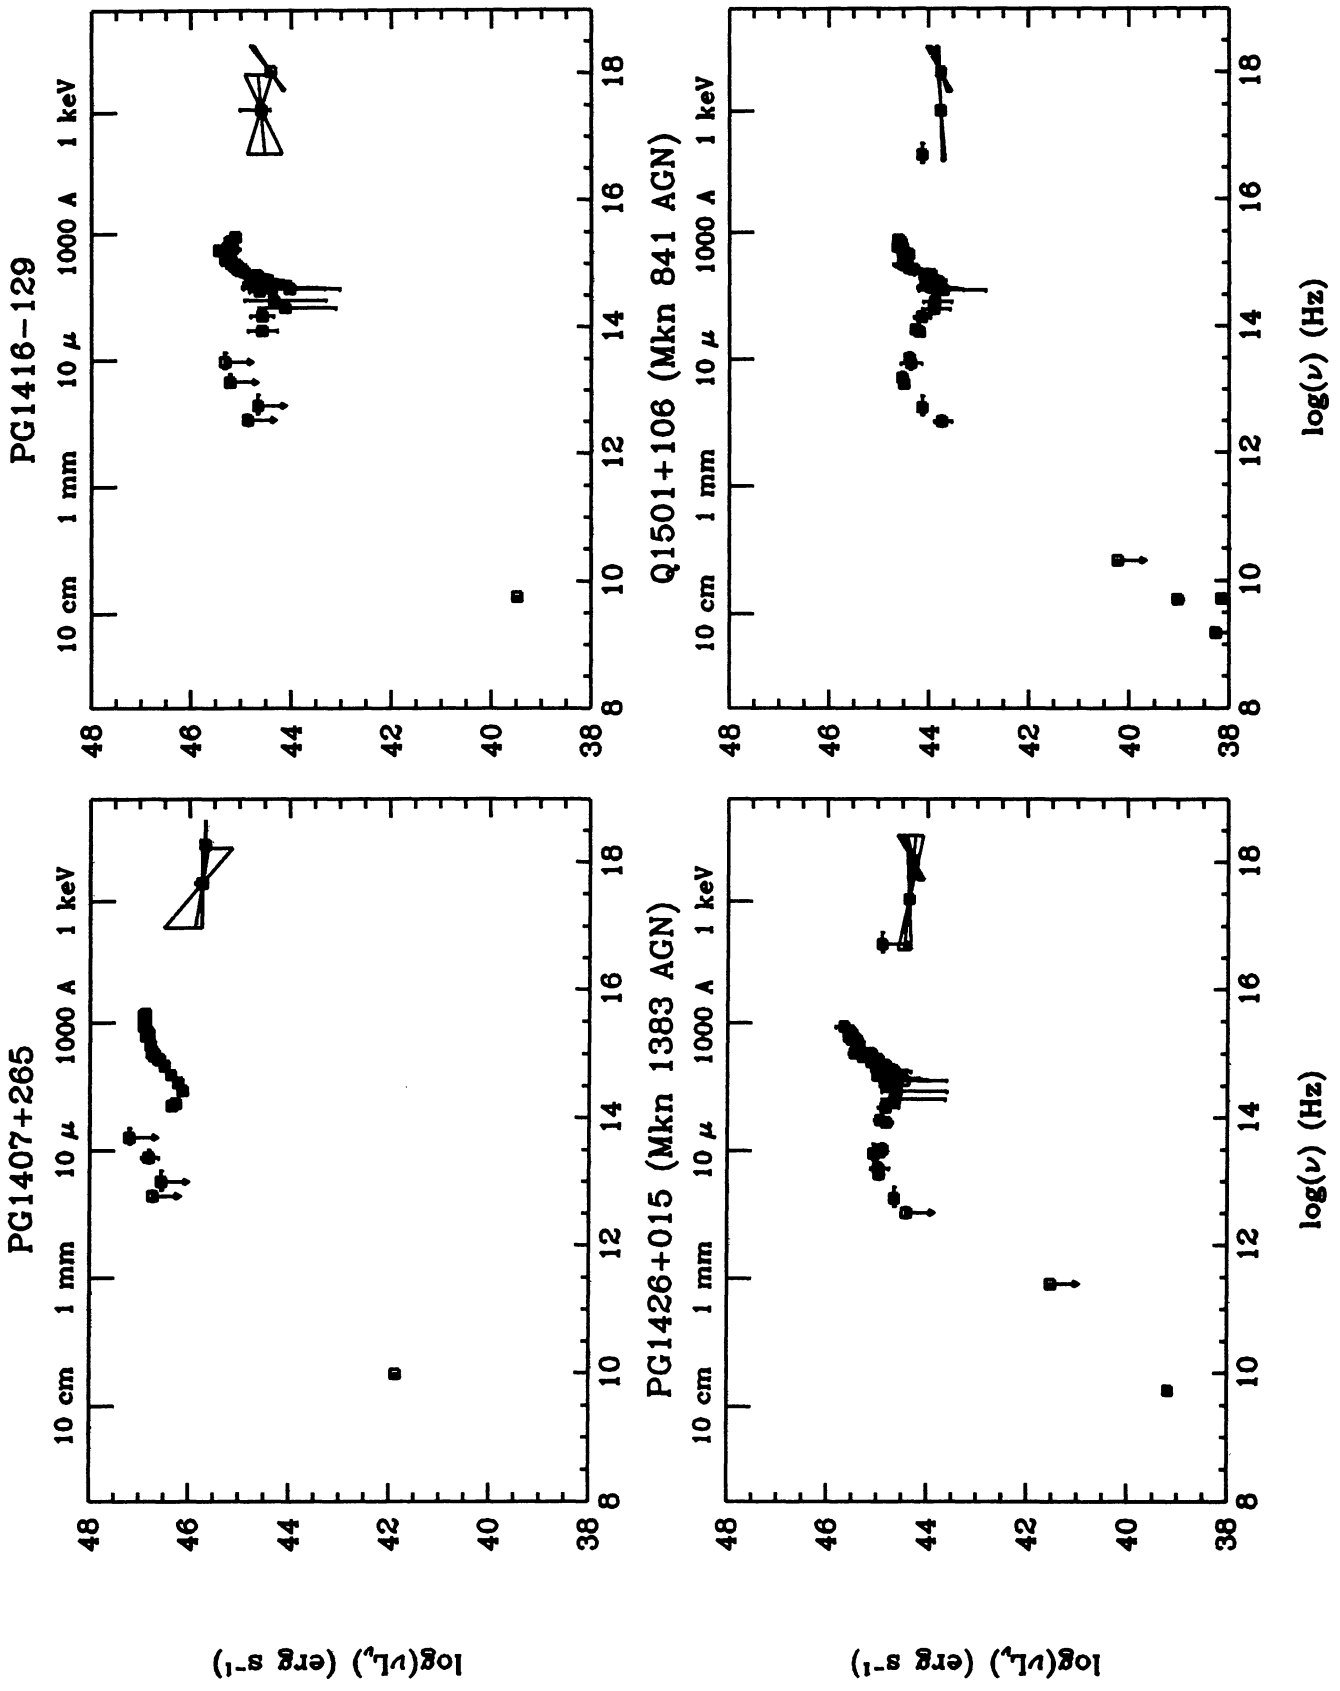 PG1407+265
10 cm 1 mm 10 μ 1000 A 1 keV
48
46
44
42
40
38
8 10 12 14 16 18
log(νLν) (erg s⁻¹)
PG1416−129
10 cm 1 mm 10 μ 1000 A 1 keV
48
46
44
42
40
38
8 10 12 14 16 18
PG1426+015 (Mkn 1383 AGN)
10 cm 1 mm 10 μ 1000 A 1 keV
48
46
44
42
40
38
8 10 12 14 16 18
log(νLν) (erg s⁻¹)
log(ν) (Hz)
Q1501+106 (Mkn 841 AGN)
10 cm 1 mm 10 μ 1000 A 1 keV
48
46
44
42
40
38
8 10 12 14 16 18
log(ν) (Hz)